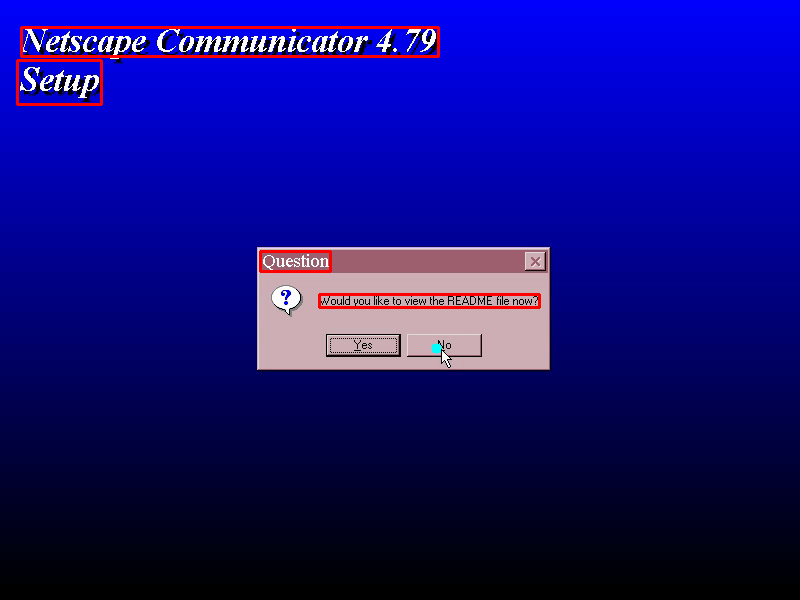 Netscape Communicator 4.79
Setup
Question
Would you like to view the README file now?
Yes
No